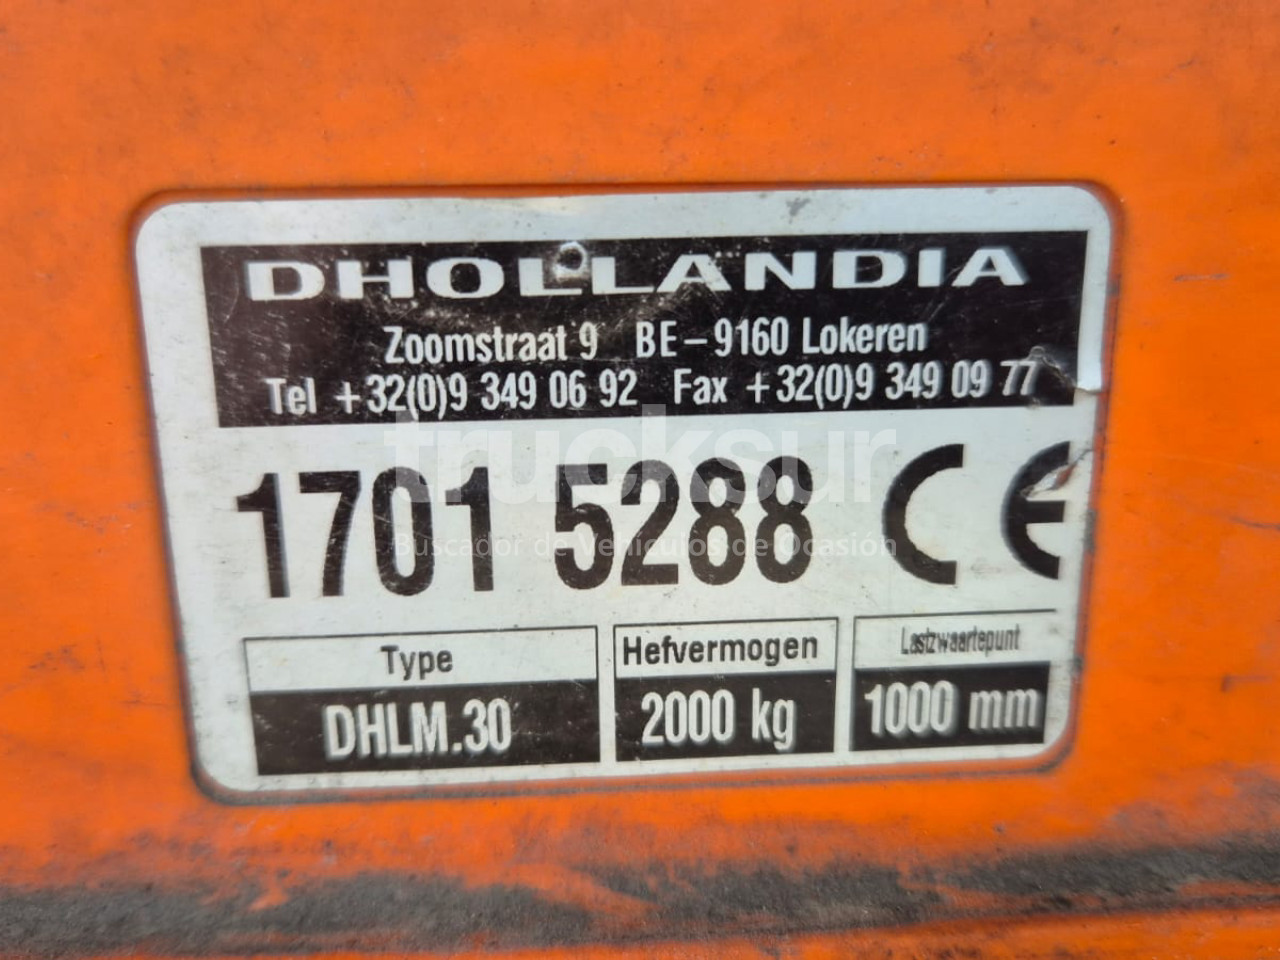 DHOLLANDIA
Zoomstraat 9 BE-9160 Lokeren
Tel +32(0)9 349 06 92 Fax +32(0)9 349 09 77
trucksur
1701 5288 CE
Buscador de Vehículos de Ocasión
Type Hefvermogen Lastzwaartepunt
DHLM.30 2000 kg 1000 mm